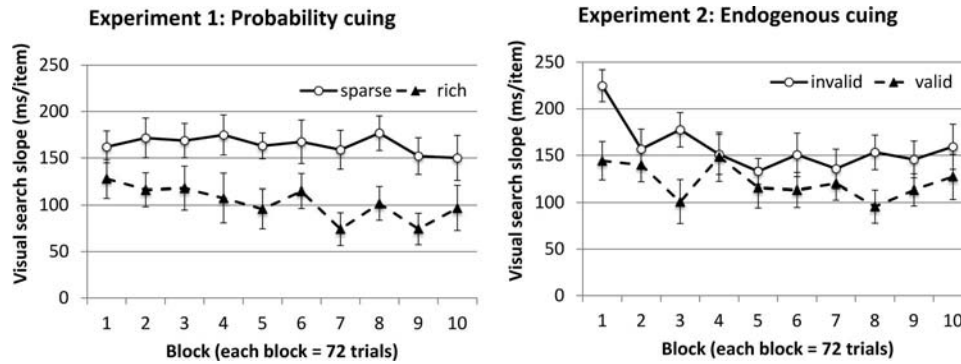 Experiment 1: Probability cuing
Visual search slope (ms/item)
250
200
150
100
50
0
sparse rich
1 2 3 4 5 6 7 8 9 10
Block (each block = 72 trials)
Experiment 2: Endogenous cuing
Visual search slope (ms/item)
250
200
150
100
50
0
invalid valid
1 2 3 4 5 6 7 8 9 10
Block (each block = 72 trials)